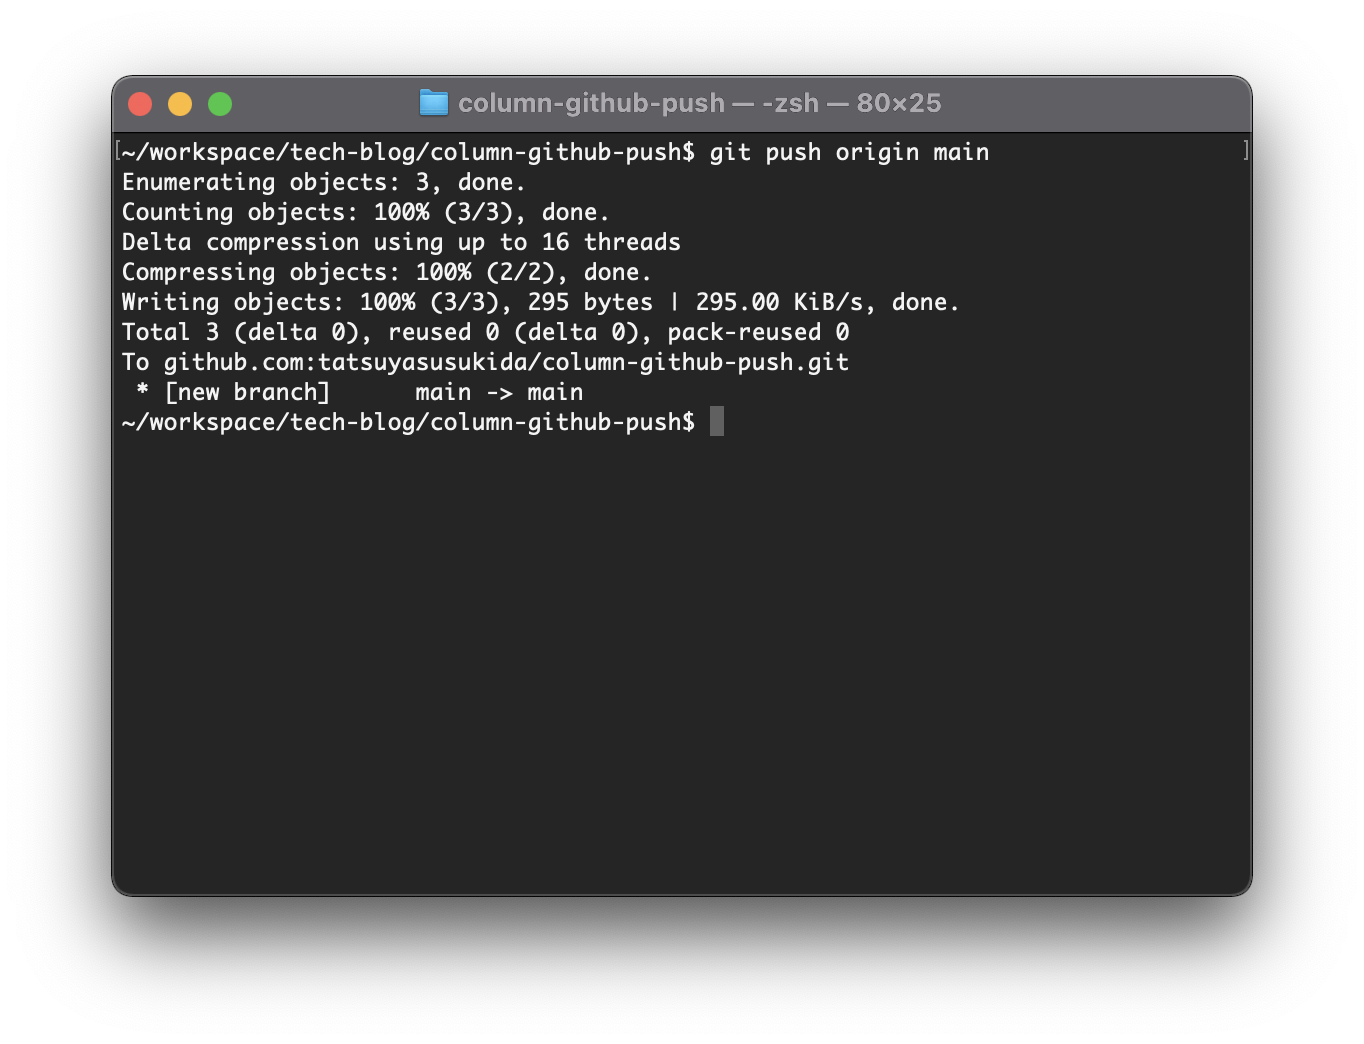 column-github-push — -zsh — 80×25
[~/workspace/tech-blog/column-github-push$ git push origin main ]
Enumerating objects: 3, done.
Counting objects: 100% (3/3), done.
Delta compression using up to 16 threads
Compressing objects: 100% (2/2), done.
Writing objects: 100% (3/3), 295 bytes | 295.00 KiB/s, done.
Total 3 (delta 0), reused 0 (delta 0), pack-reused 0
To github.com:tatsuyasusukida/column-github-push.git
 * [new branch]      main -> main
~/workspace/tech-blog/column-github-push$